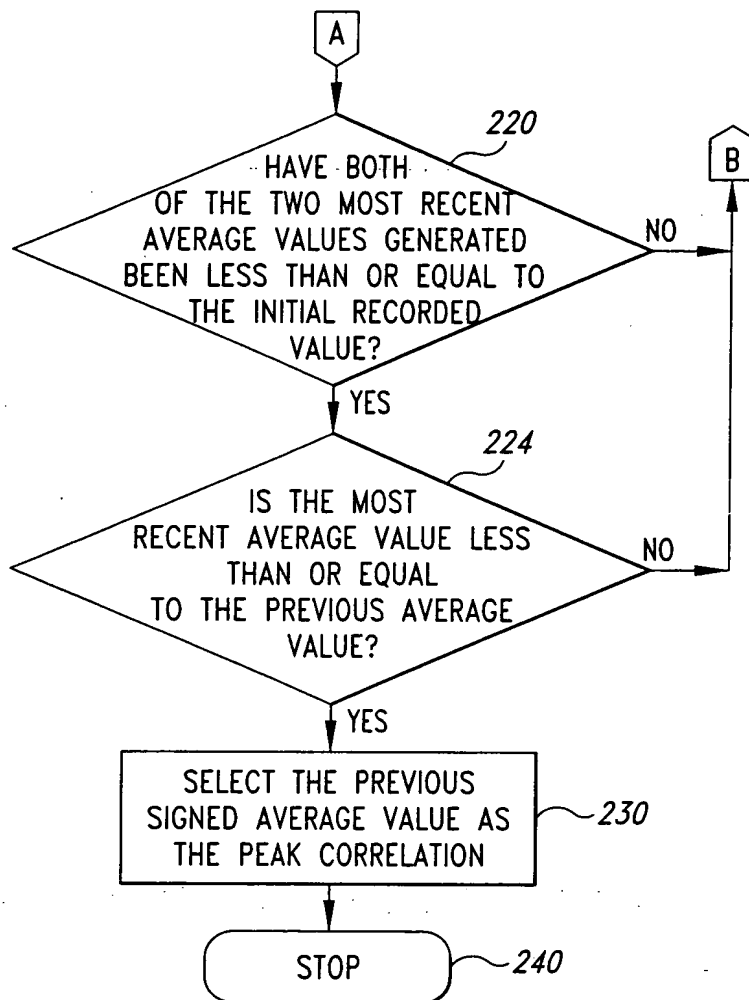 A
220
HAVE BOTH
OF THE TWO MOST RECENT
AVERAGE VALUES GENERATED
BEEN LESS THAN OR EQUAL TO
THE INITIAL RECORDED
VALUE?
NO
B
YES
224
IS THE MOST
RECENT AVERAGE VALUE LESS
THAN OR EQUAL
TO THE PREVIOUS AVERAGE
VALUE?
NO
YES
SELECT THE PREVIOUS
SIGNED AVERAGE VALUE AS
THE PEAK CORRELATION
230
STOP
240